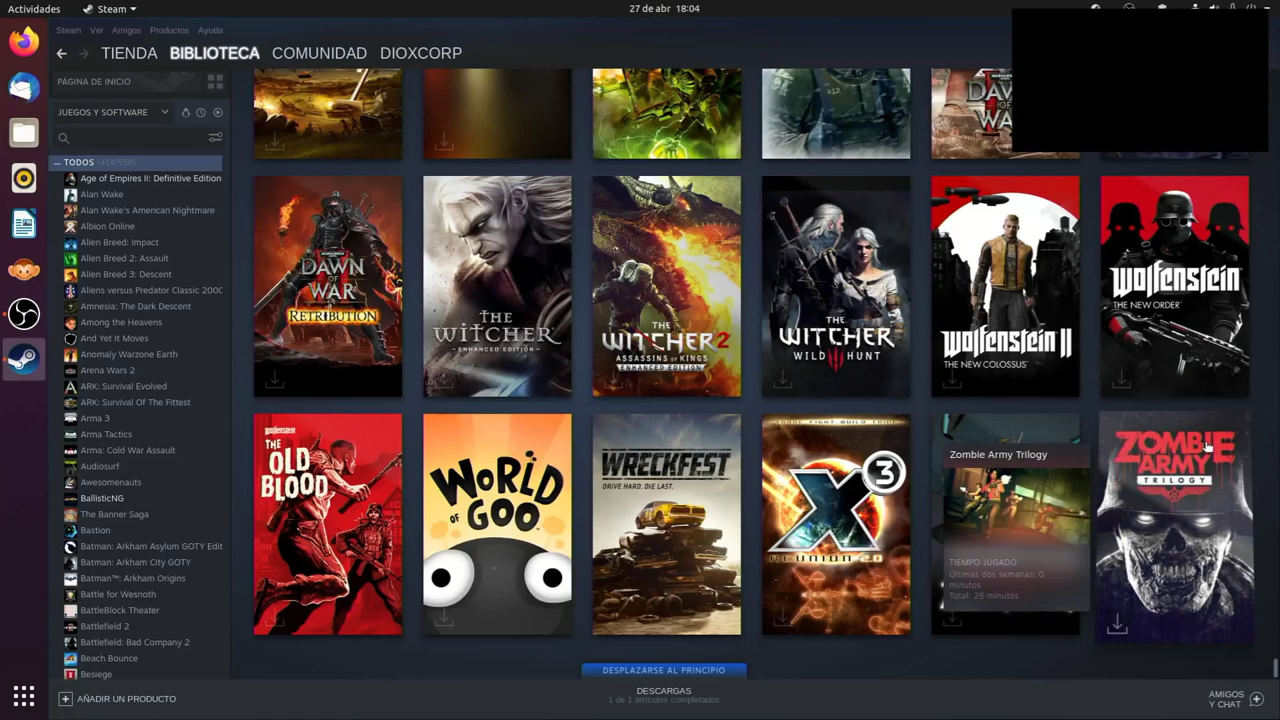 Actividades
Steam
27 de abr 18:04
Steam Ver Amigos Productos Ayuda
TIENDA BIBLIOTECA COMUNIDAD DIOXCORP
PÁGINA DE INICIO
JUEGOS Y SOFTWARE
TODOS (414/558)
Age of Empires II: Definitive Edition
Alan Wake
Alan Wake's American Nightmare
Albion Online
Alien Breed: Impact
Alien Breed 2: Assault
Alien Breed 3: Descent
Aliens versus Predator Classic 2000
Amnesia: The Dark Descent
Among the Heavens
And Yet It Moves
Anomaly Warzone Earth
Arena Wars 2
ARK: Survival Evolved
ARK: Survival Of The Fittest
Arma 3
Arma Tactics
Arma: Cold War Assault
Audiosurf
Awesomenauts
BallisticNG
The Banner Saga
Bastion
Batman: Arkham Asylum GOTY Edit
Batman: Arkham City GOTY
Batman™: Arkham Origins
Battle for Wesnoth
BattleBlock Theater
Battlefield 2
Battlefield: Bad Company 2
Beach Bounce
Besiege
AÑADIR UN PRODUCTO
DAWN
OF
WAR
RETRIBUTION
THE
WITCHER
ENHANCED EDITION
THE
WITCHER 2
ASSASSINS OF KINGS
ENHANCED EDITION
THE
WITCHER
WILD HUNT
Wolfenstein II
THE NEW COLOSSUS
Wolfenstein
THE NEW ORDER
Wolfenstein
THE
OLD
BLOOD
WORLD
OF GOO
WRECKFEST
DRIVE HARD. DIE LAST.
TRADE FIGHT BUILD THINK
X 3
REUNION 2.0
Zombie Army Trilogy
TIEMPO JUGADO
Últimas dos semanas: 0
minutos
Total: 26 minutos
ZOMBIE
ARMY
TRILOGY
DESPLAZARSE AL PRINCIPIO
DESCARGAS
1 de 1 artículos completados
AMIGOS
Y CHAT